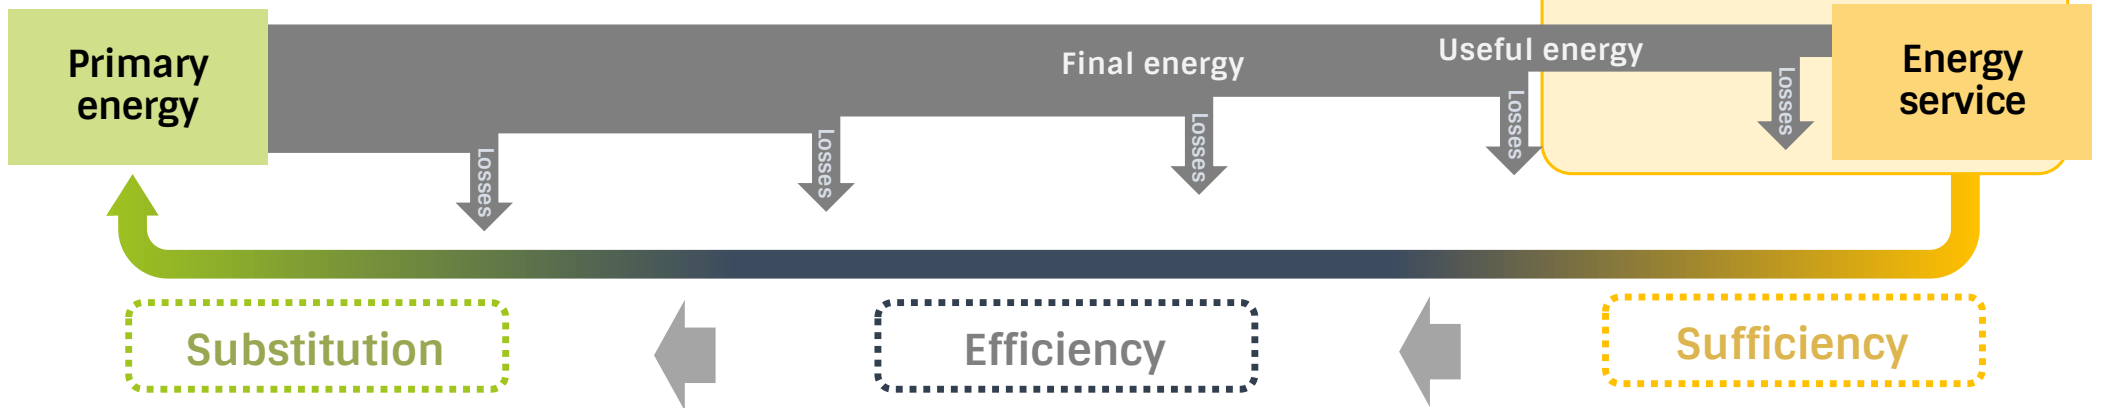 Primary
energy
Final energy
Useful energy
Energy
service
Losses
Losses
Losses
Losses
Losses
Substitution
Efficiency
Sufficiency